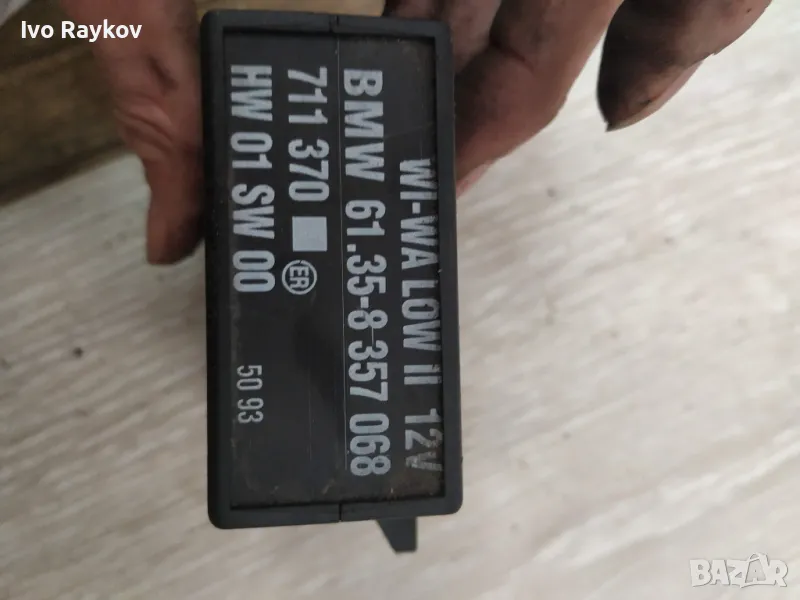 Ivo Raykov
WI-WA LOW II 12V
BMW 61.35-8 357 068
711 370
ER
HW 01 SW 00
50 93
BAZAR